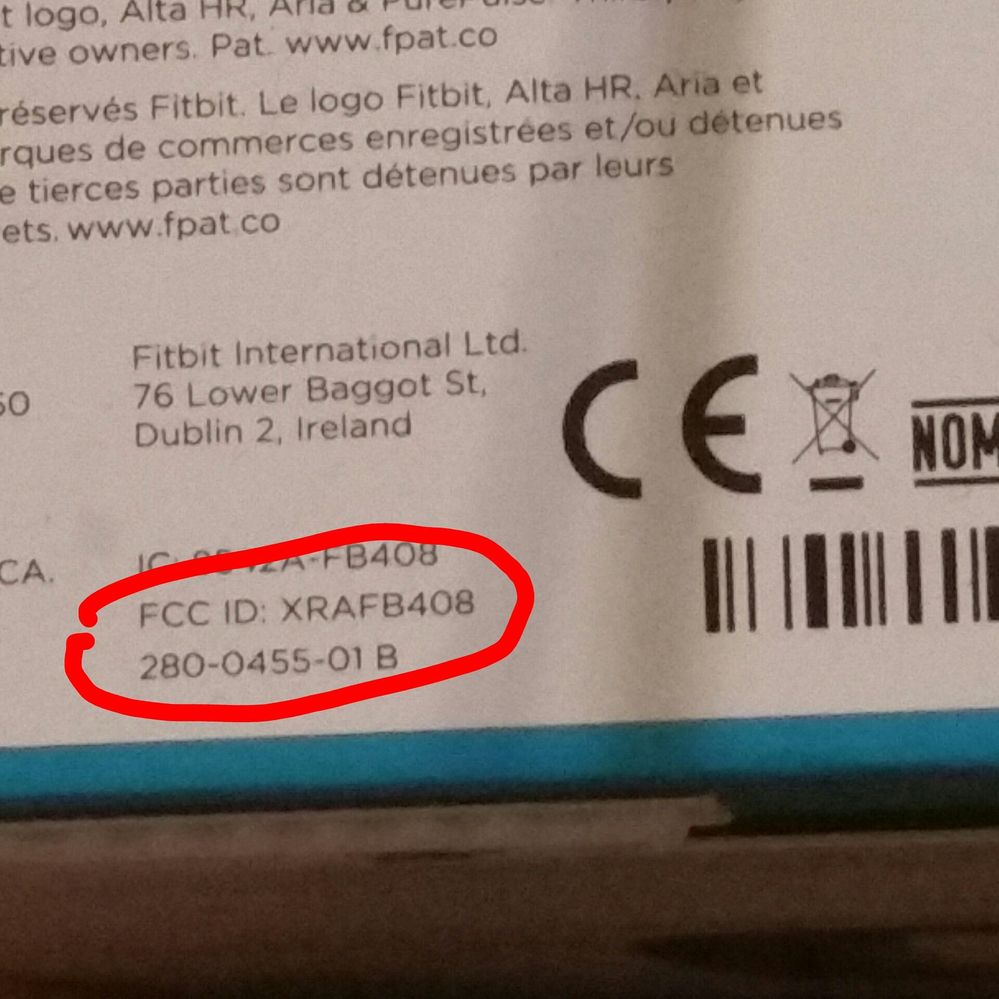 t logo, Alta HR, Aria &
tive owners. Pat. www.fpat.co
réservés Fitbit. Le logo Fitbit, Alta HR, Aria et
rques de commerces enregistrées et/ou détenues
e tierces parties sont détenues par leurs
ets. www.fpat.co
Fitbit International Ltd.
76 Lower Baggot St,
Dublin 2, Ireland
CE
NOM
CA.
FCC ID: XRAFB408
280-0455-01 B